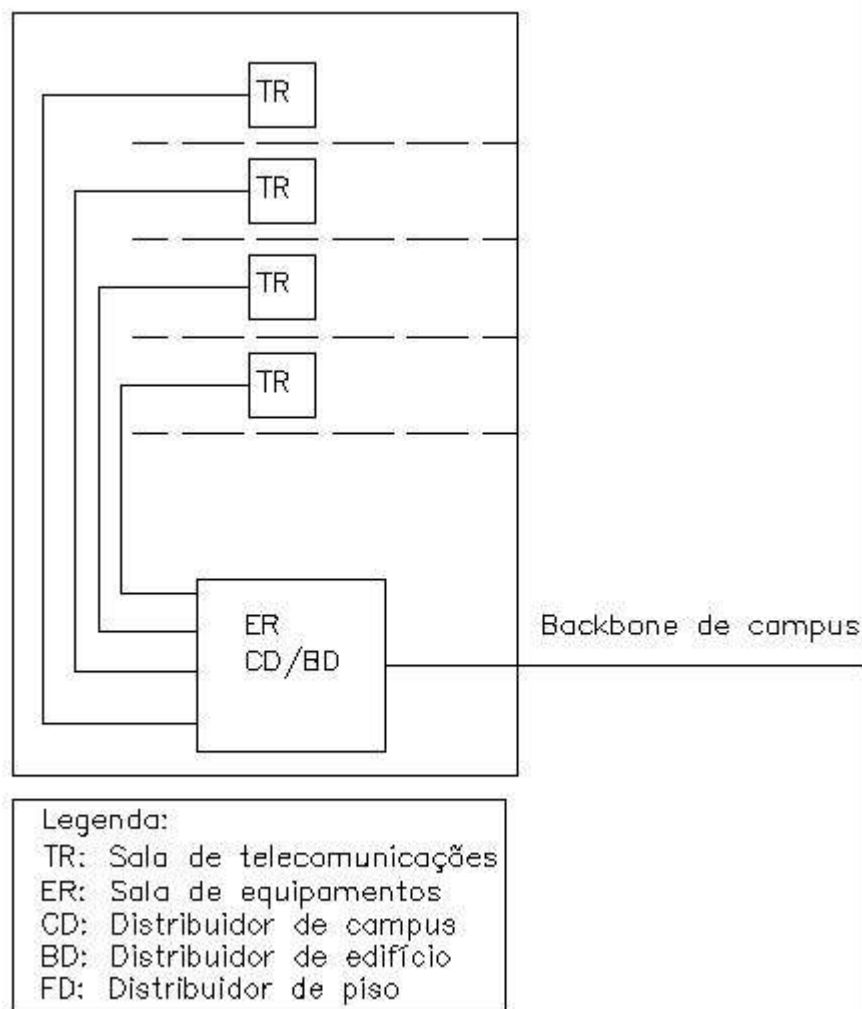 TR
TR
TR
TR
ER
CD/BD
Backbone de campus
Legenda:
TR: Sala de telecomunicações
ER: Sala de equipamentos
CD: Distribuidor de campus
BD: Distribuidor de edifício
FD: Distribuidor de piso